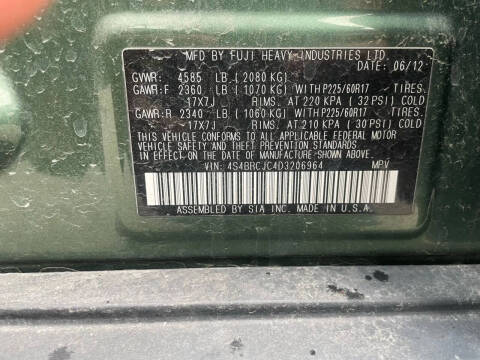 MFD BY FUJI HEAVY INDUSTRIES LTD.
DATE: 06/12
GVWR: 4585 LB (2080 KG)
GAWR:F 2360 LB (1070 KG) WITH P225/60R17 TIRES,
17X7J RIMS, AT 220 KPA (32 PSI) COLD
GAWR:R 2340 LB (1060 KG) WITH P225/60R17 TIRES,
17X7J RIMS, AT 210 KPA (30 PSI) COLD
THIS VEHICLE CONFORMS TO ALL APPLICABLE FEDERAL MOTOR
VEHICLE SAFETY AND THEFT PREVENTION STANDARDS IN EFFECT
ON THE DATE OF MANUFACTURE SHOWN ABOVE.
VIN: 4S4BRCJC4D3206964 MPV
ASSEMBLED BY SIA INC. MADE IN U.S.A.